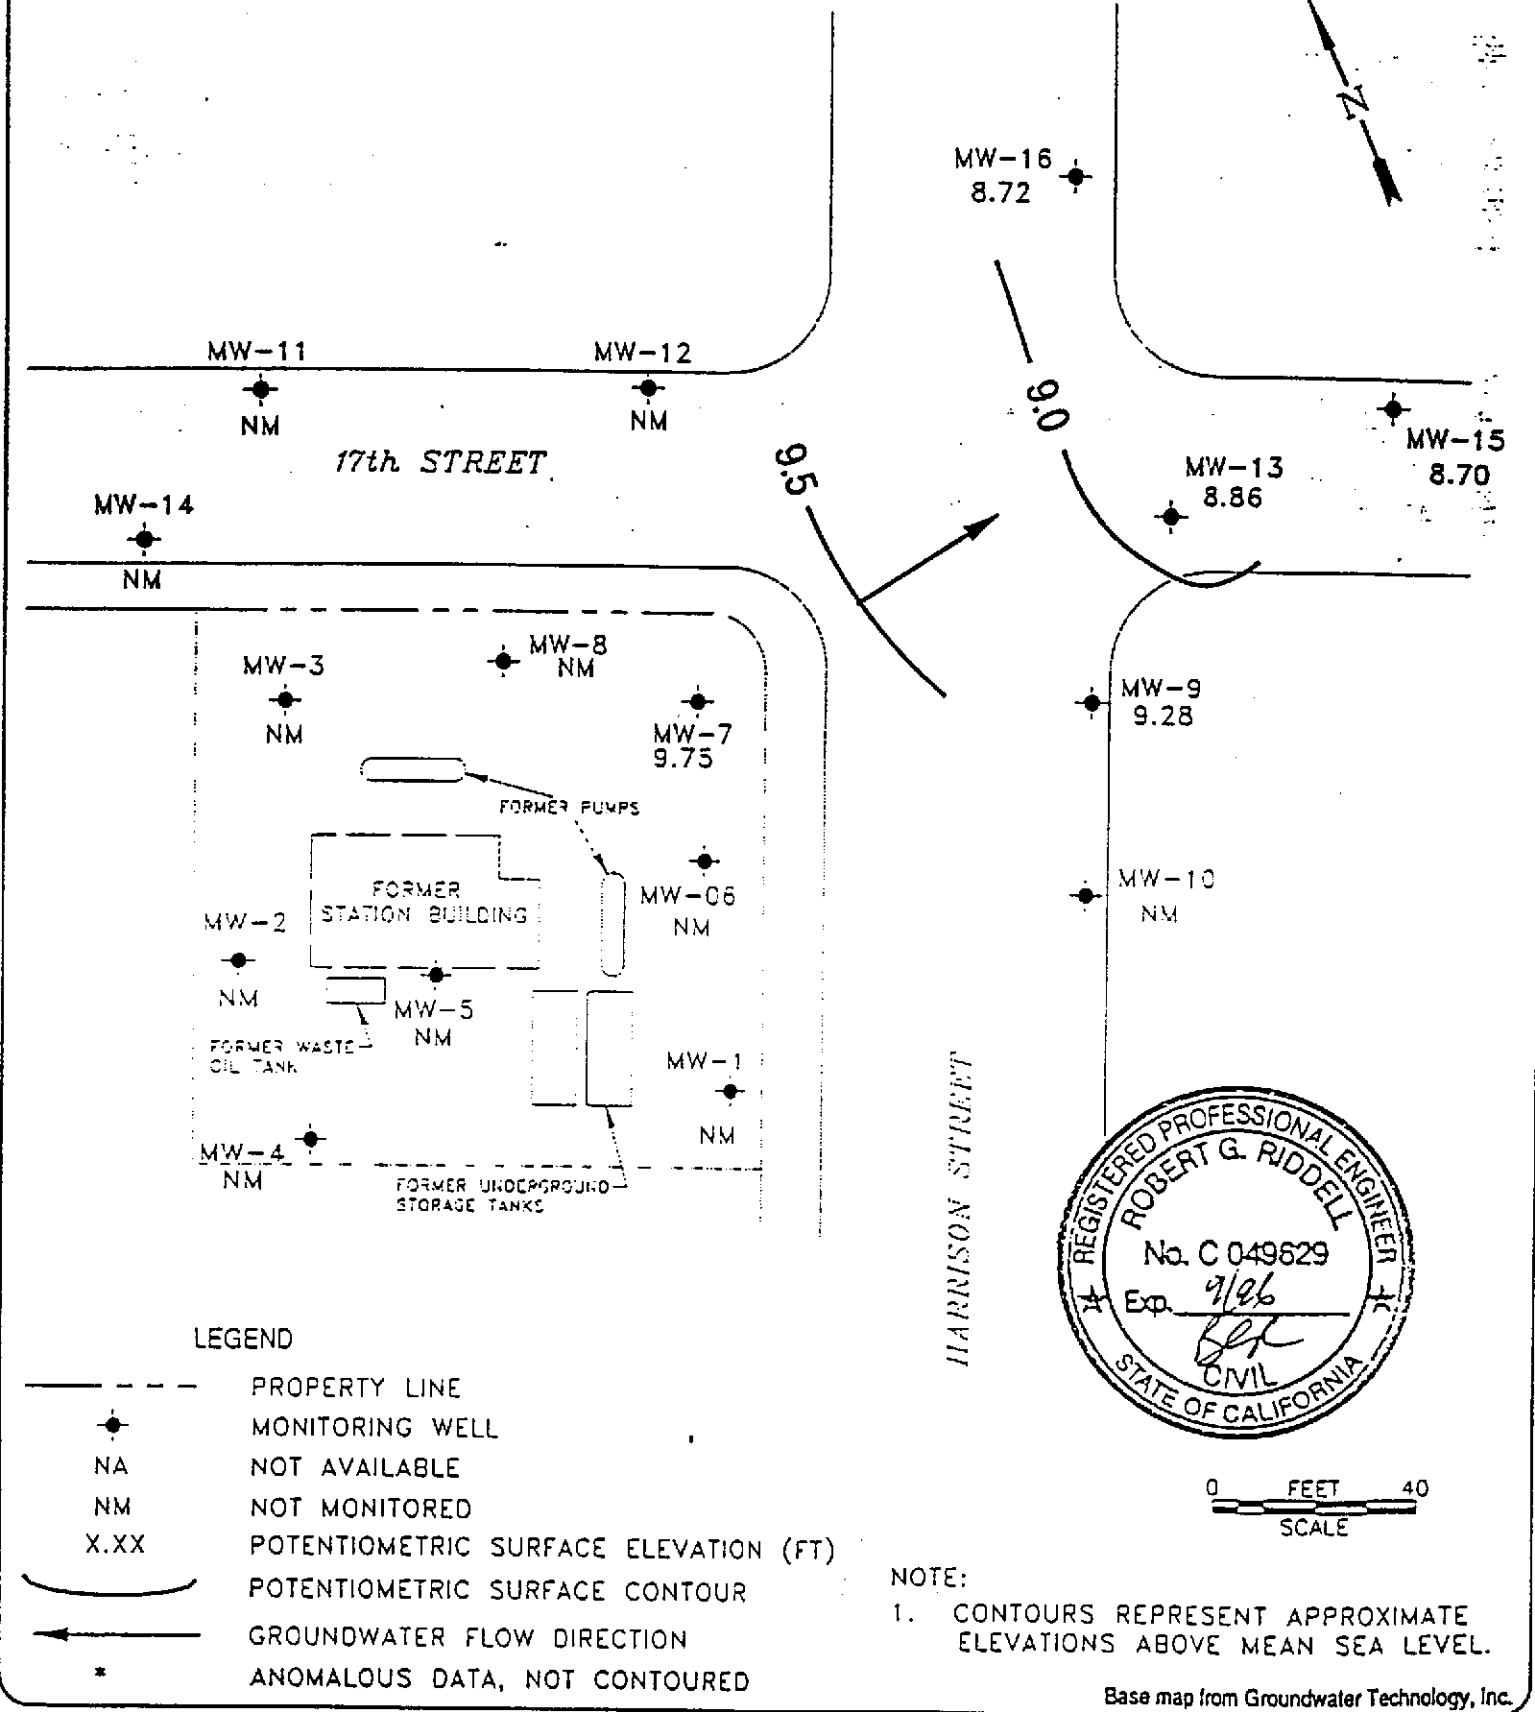 N
MW-16
8.72
MW-11
NM
MW-12
NM
9.0
MW-15
8.70
17th STREET
9.5
MW-13
8.86
MW-14
NM
MW-8
NM
MW-3
NM
MW-7
9.75
MW-9
9.28
FORMER PUMPS
MW-06
NM
MW-10
NM
FORMER
STATION BUILDING
MW-2
NM
MW-5
NM
FORMER WASTE
OIL TANK
MW-1
NM
MW-4
NM
FORMER UNDERGROUND
STORAGE TANKS
HARRISON STREET
REGISTERED PROFESSIONAL ENGINEER
ROBERT G. RIDDELL
No. C 049629
Exp. 9/96
CIVIL
STATE OF CALIFORNIA
LEGEND
PROPERTY LINE
MONITORING WELL
NA NOT AVAILABLE
NM NOT MONITORED
X.XX POTENTIOMETRIC SURFACE ELEVATION (FT)
POTENTIOMETRIC SURFACE CONTOUR
GROUNDWATER FLOW DIRECTION
* ANOMALOUS DATA, NOT CONTOURED
0 FEET 40
SCALE
NOTE:
1. CONTOURS REPRESENT APPROXIMATE
ELEVATIONS ABOVE MEAN SEA LEVEL.
Base map from Groundwater Technology, Inc.